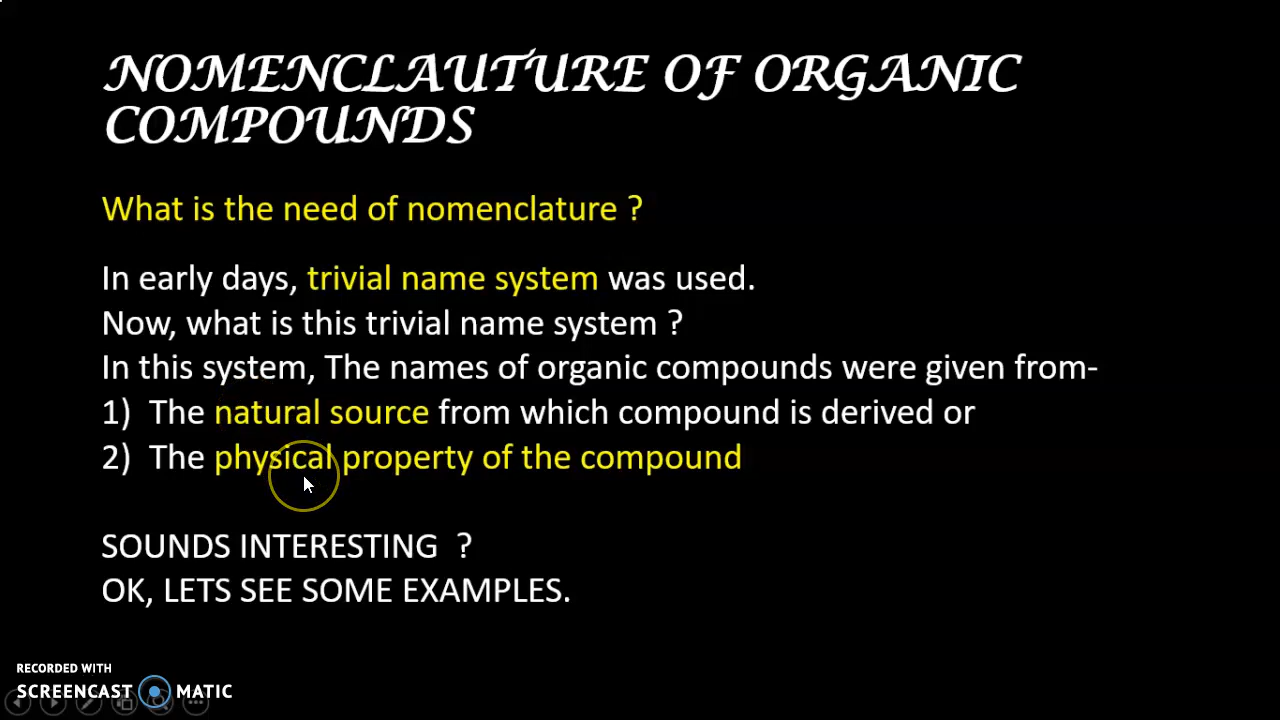 NOMENCLAUTURE OF ORGANIC
COMPOUNDS
What is the need of nomenclature ?
In early days, trivial name system was used.
Now, what is this trivial name system ?
In this system, The names of organic compounds were given from-
1) The natural source from which compound is derived or
2) The physical property of the compound
SOUNDS INTERESTING ?
OK, LETS SEE SOME EXAMPLES.
RECORDED WITH
SCREENCAST MATIC